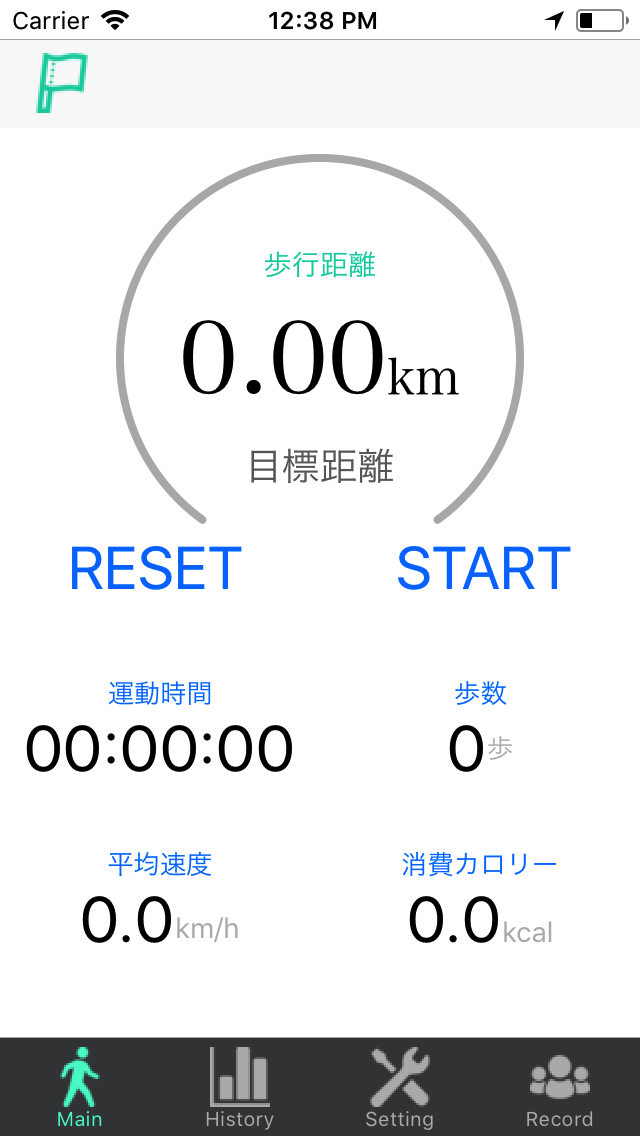 Carrier 12:38 PM
歩行距離
0.00km
目標距離
RESET START
運動時間 歩数
00:00:00 0歩
平均速度 消費カロリー
0.0km/h 0.0kcal
Main History Setting Record